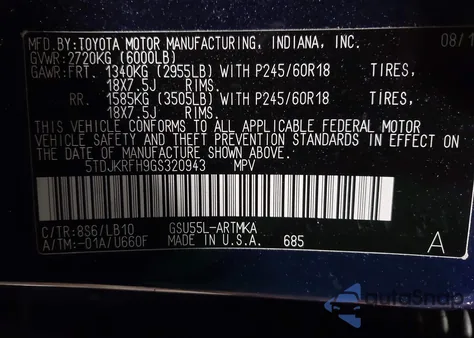 MFD.BY:TOYOTA MOTOR MANUFACTURING, INDIANA, INC. 08/1
GVWR:2720KG (6000LB)
GAWR:FRT. 1340KG (2955LB) WITH P245/60R18 TIRES,
18X7.5J RIMS.
RR. 1585KG (3505LB) WITH P245/60R18 TIRES,
18X7.5J RIMS.
THIS VEHICLE CONFORMS TO ALL APPLICABLE FEDERAL MOTOR
VEHICLE SAFETY AND THEFT PREVENTION STANDARDS IN EFFECT ON
THE DATE OF MANUFACTURE SHOWN ABOVE.
5TDJKRFH9GS320943 MPV
C/TR:8S6/LB10 GSU55L-ARTMKA
A/TM:-01A/U660F MADE IN U.S.A. 685 A
autoSnap